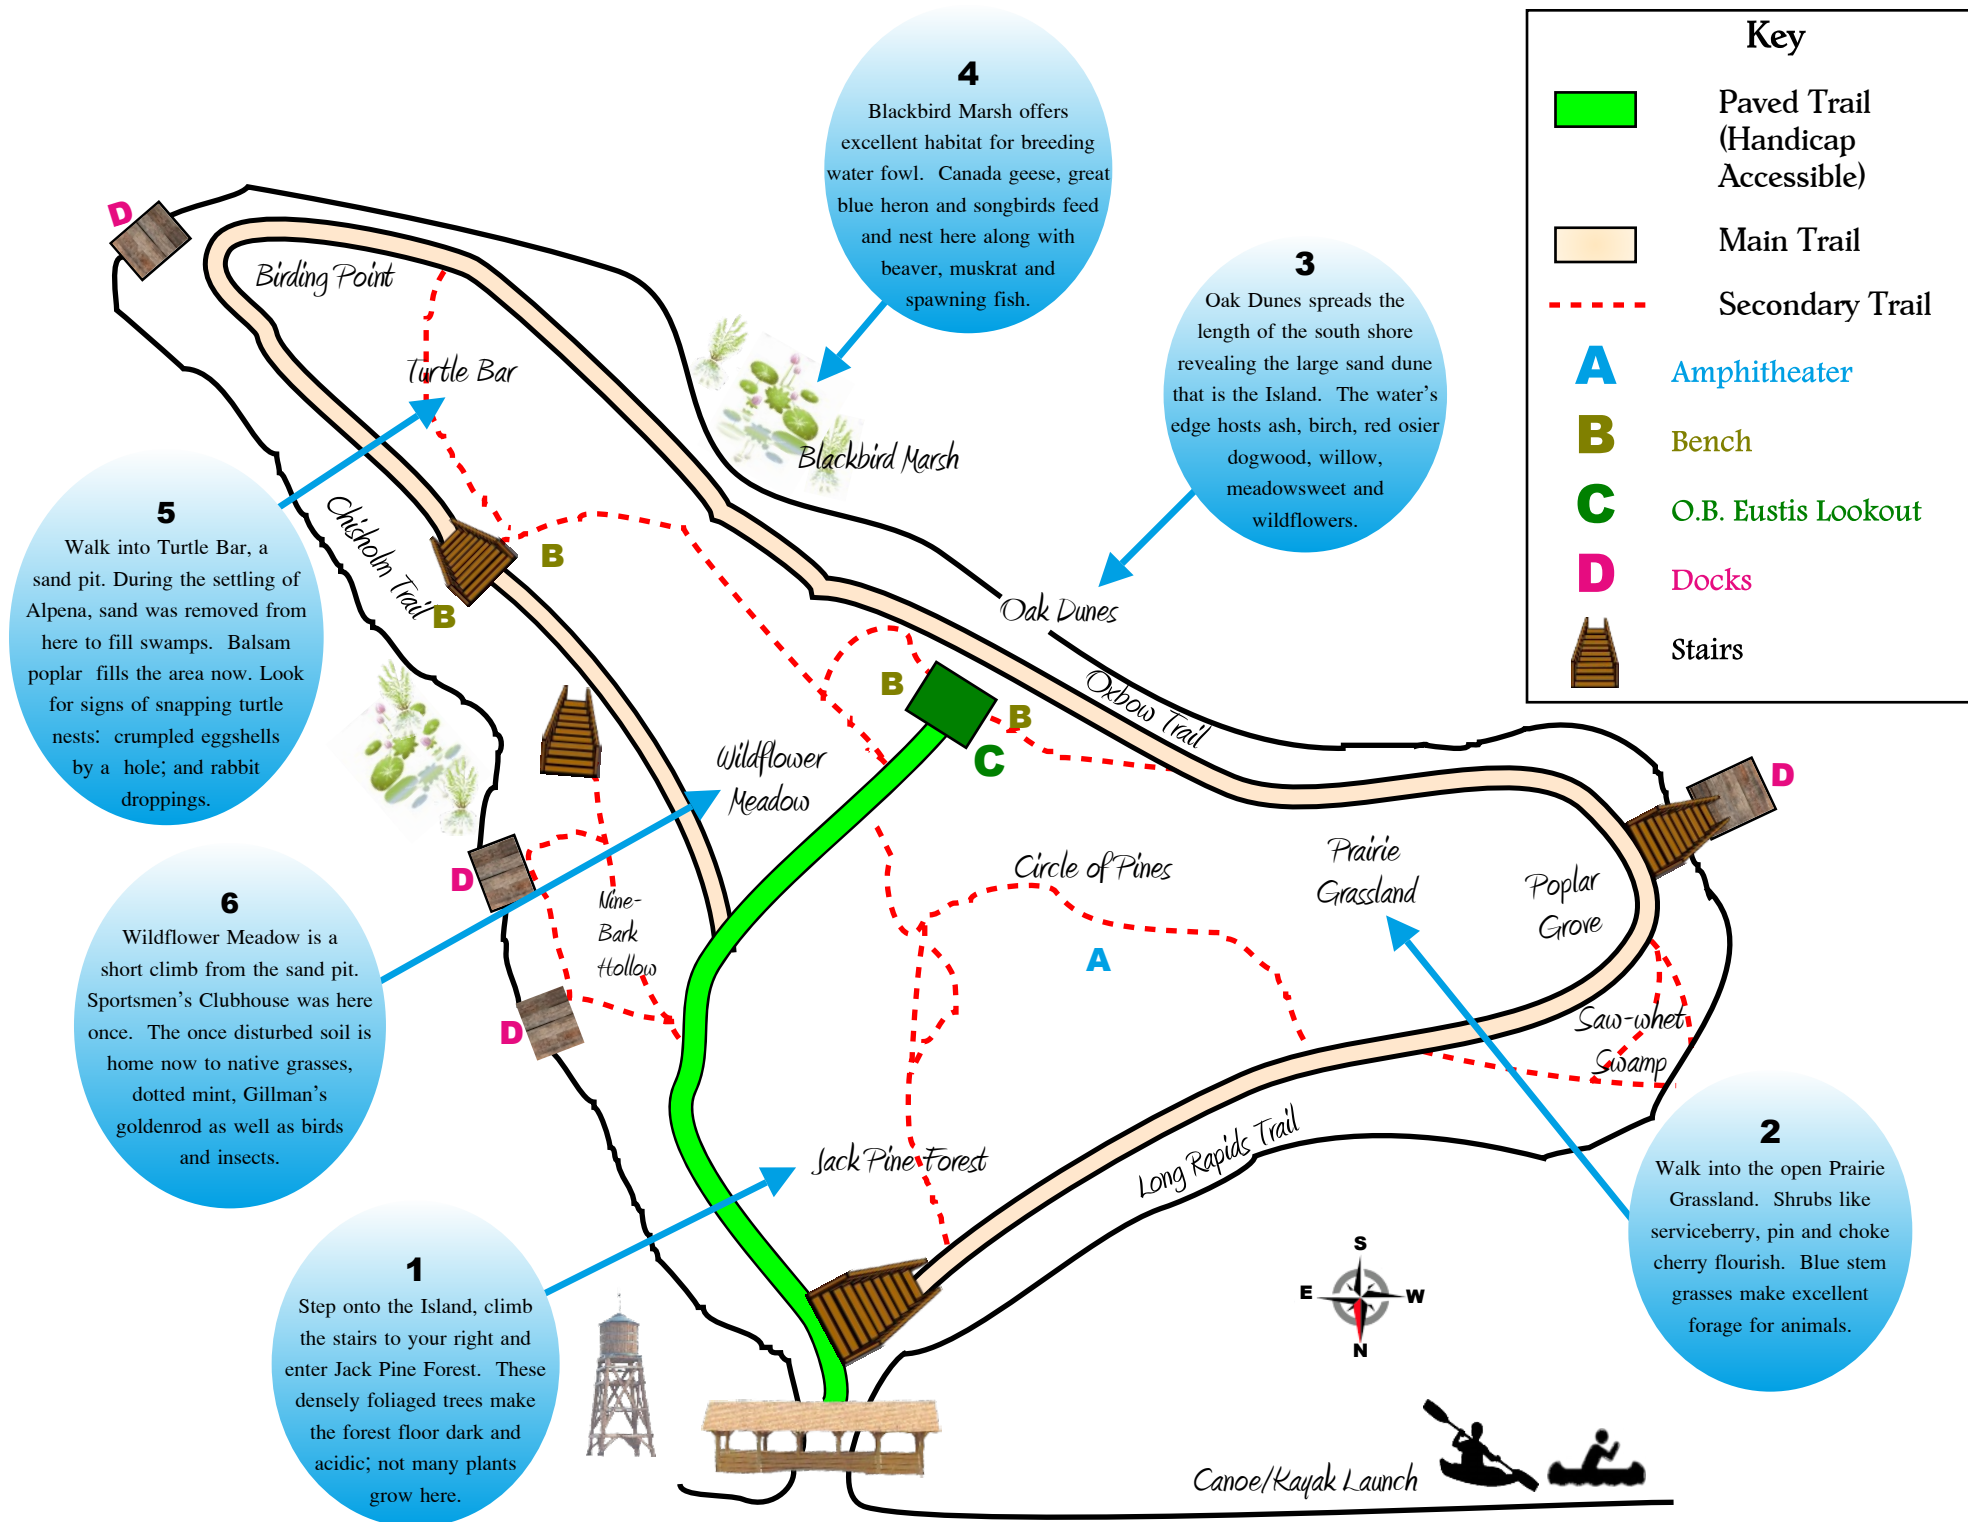 4
Blackbird Marsh offers
excellent habitat for breeding
water fowl.  Canada geese, great
blue heron and songbirds feed
and nest here along with
beaver, muskrat and
spawning fish.
3
Oak Dunes spreads the
length of the south shore
revealing the large sand dune
that is the Island.  The water's
edge hosts ash, birch, red osier
dogwood, willow,
meadowsweet and
wildflowers.
Key
Paved Trail
(Handicap
Accessible)
Main Trail
Secondary Trail
A Amphitheater
B Bench
C O.B. Eustis Lookout
D Docks
Stairs
D
Birding Point
Turtle Bar
Blackbird Marsh
Chisholm Trail
B
B
Oak Dunes
Oxbow Trail
B
B
C
Wildflower
Meadow
D
D
Nine-
Bark
Hollow
D
Circle of Pines
A
Prairie
Grassland
Poplar
Grove
Saw-whet
Swamp
Jack Pine Forest
Long Rapids Trail
5
Walk into Turtle Bar, a
sand pit. During the settling of
Alpena, sand was removed from
here to fill swamps.  Balsam
poplar  fills the area now. Look
for signs of snapping turtle
nests:  crumpled eggshells
by a  hole; and rabbit
droppings.
6
Wildflower Meadow is a
short climb from the sand pit.
Sportsmen's Clubhouse was here
once.  The once disturbed soil is
home now to native grasses,
dotted mint, Gillman's
goldenrod as well as birds
and insects.
1
Step onto the Island, climb
the stairs to your right and
enter Jack Pine Forest.  These
densely foliaged trees make
the forest floor dark and
acidic; not many plants
grow here.
2
Walk into the open Prairie
Grassland.  Shrubs like
serviceberry, pin and choke
cherry flourish.  Blue stem
grasses make excellent
forage for animals.
S
E W
N
Canoe/Kayak Launch